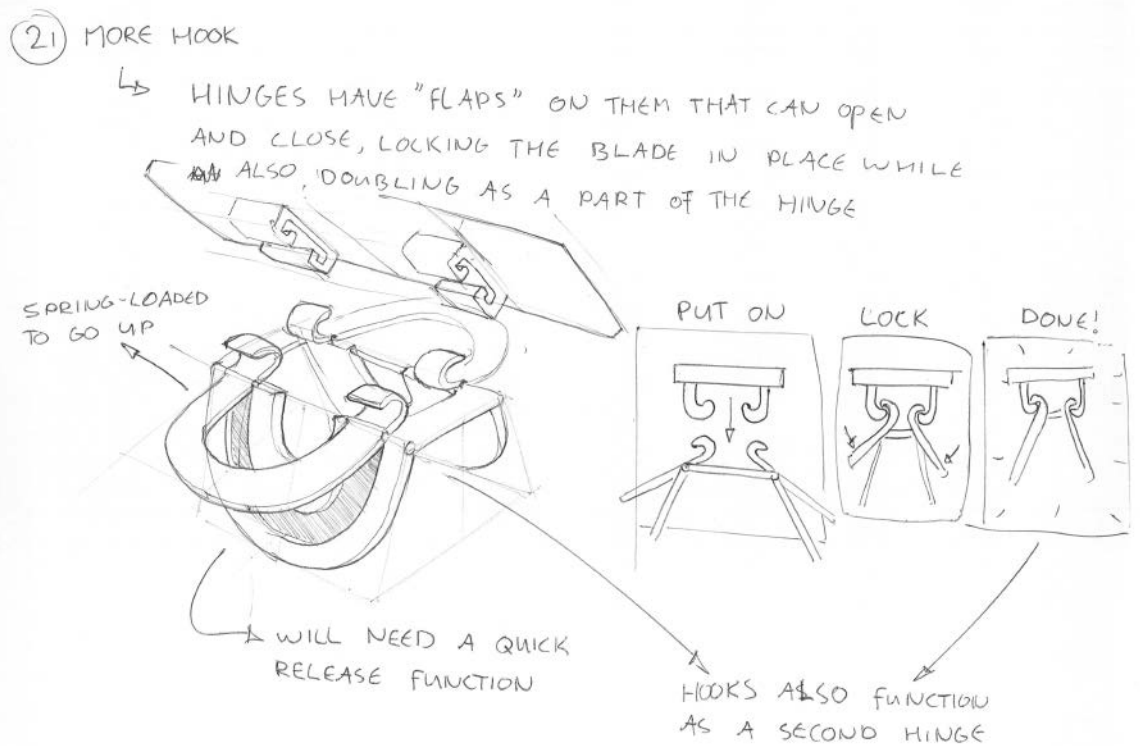 21 MORE HOOK
HINGES HAVE "FLAPS" ON THEM THAT CAN OPEN
AND CLOSE, LOCKING THE BLADE IN PLACE WHILE
ALSO, DOUBLING AS A PART OF THE HINGE
SPRING-LOADED
TO GO UP
PUT ON
LOCK
DONE!
WILL NEED A QUICK
RELEASE FUNCTION
HOOKS ALSO FUNCTION
AS A SECOND HINGE